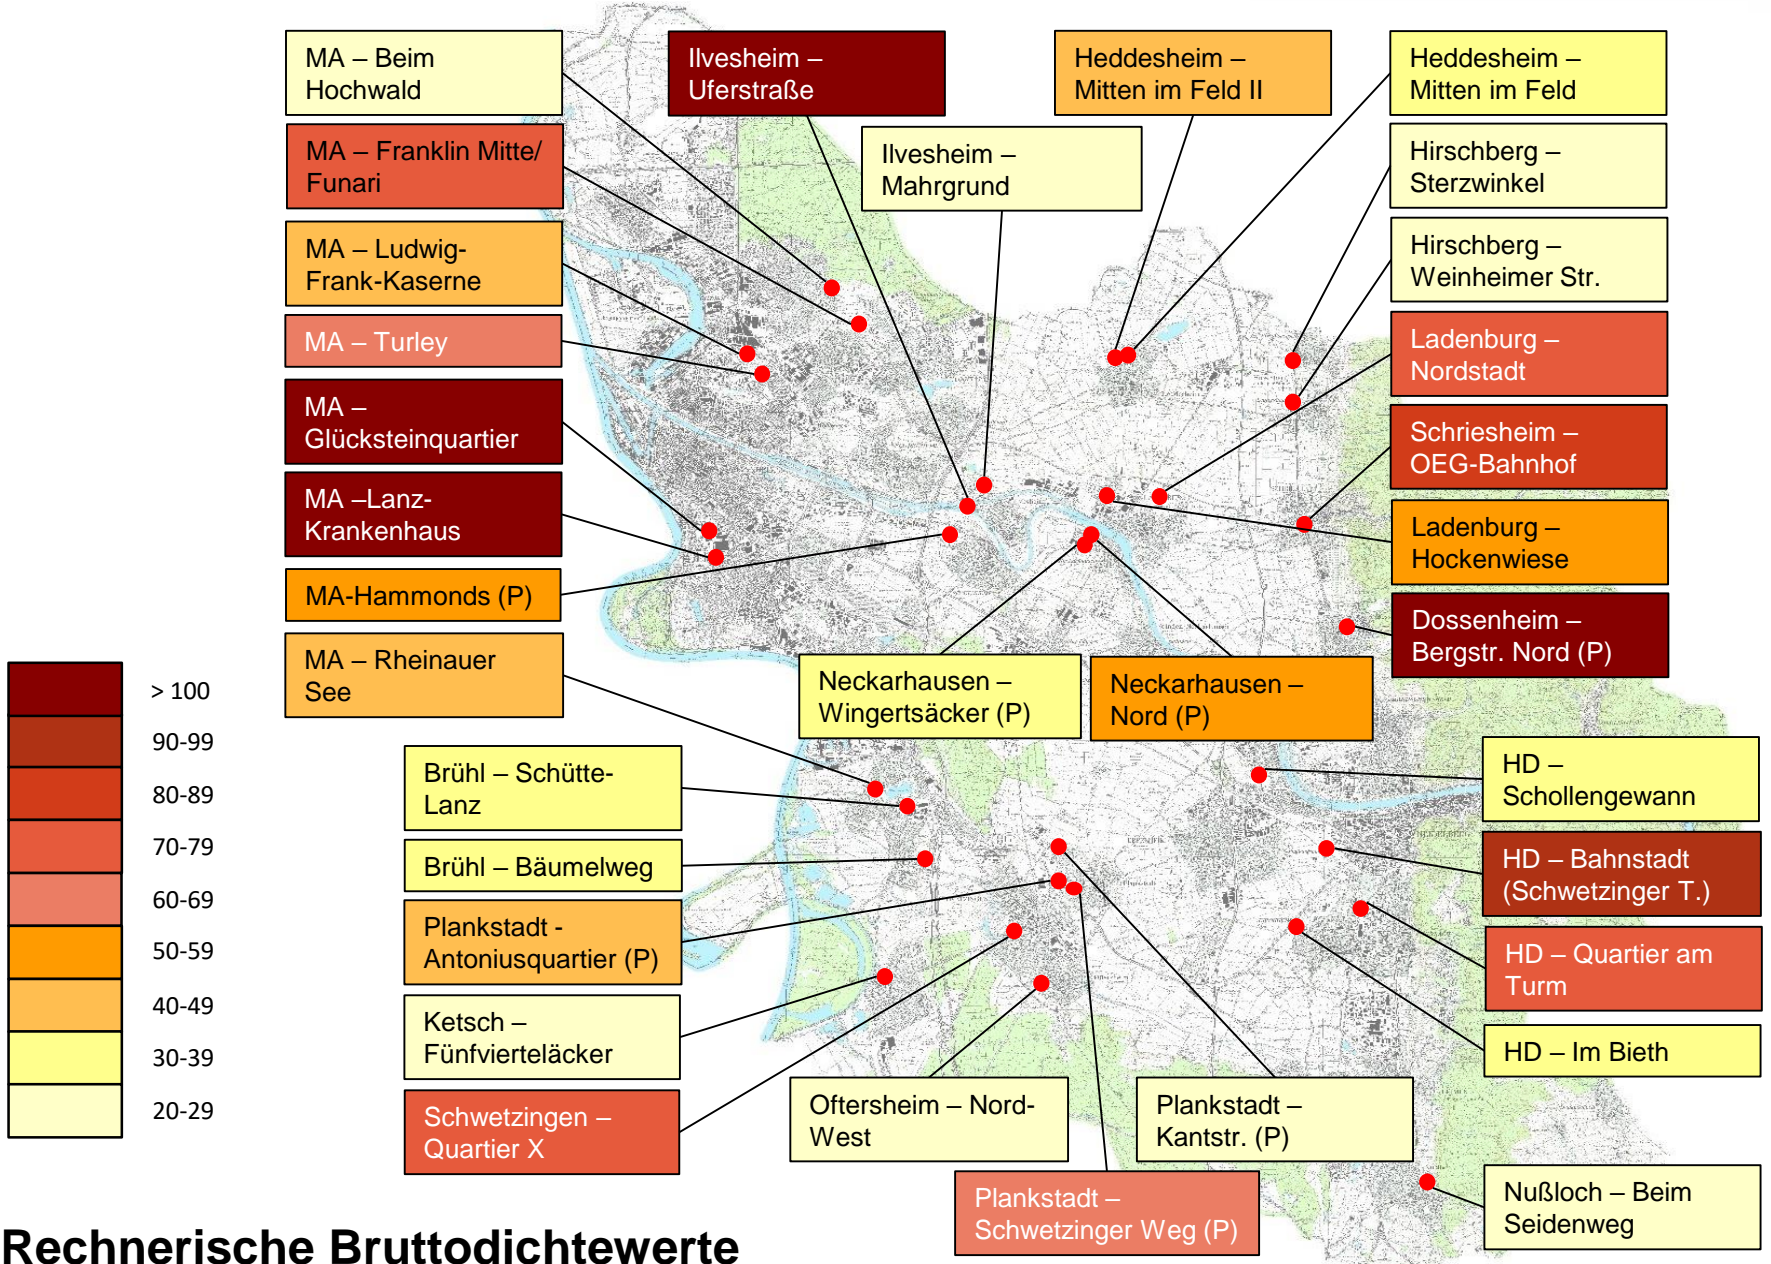 MA – Beim
Hochwald
Ilvesheim –
Uferstraße
Heddesheim –
Mitten im Feld II
Heddesheim –
Mitten im Feld
MA – Franklin Mitte/
Funari
Ilvesheim –
Mahrgrund
Hirschberg –
Sterzwinkel
MA – Ludwig-
Frank-Kaserne
Hirschberg –
Weinheimer Str.
MA – Turley
Ladenburg –
Nordstadt
MA –
Glücksteinquartier
Schriesheim –
OEG-Bahnhof
MA –Lanz-
Krankenhaus
Ladenburg –
Hockenwiese
MA-Hammonds (P)
Dossenheim –
Bergstr. Nord (P)
MA – Rheinauer
See
Neckarhausen –
Wingertsäcker (P)
Neckarhausen –
Nord (P)
> 100
90-99
80-89
70-79
60-69
50-59
40-49
30-39
20-29
Brühl – Schütte-
Lanz
HD –
Schollengewann
Brühl – Bäumelweg
HD – Bahnstadt
(Schwetzinger T.)
Plankstadt -
Antoniusquartier (P)
HD – Quartier am
Turm
Ketsch –
Fünfvierteläcker
HD – Im Bieth
Schwetzingen –
Quartier X
Oftersheim – Nord-
West
Plankstadt –
Kantstr. (P)
Plankstadt –
Schwetzinger Weg (P)
Nußloch – Beim
Seidenweg
Rechnerische Bruttodichtewerte